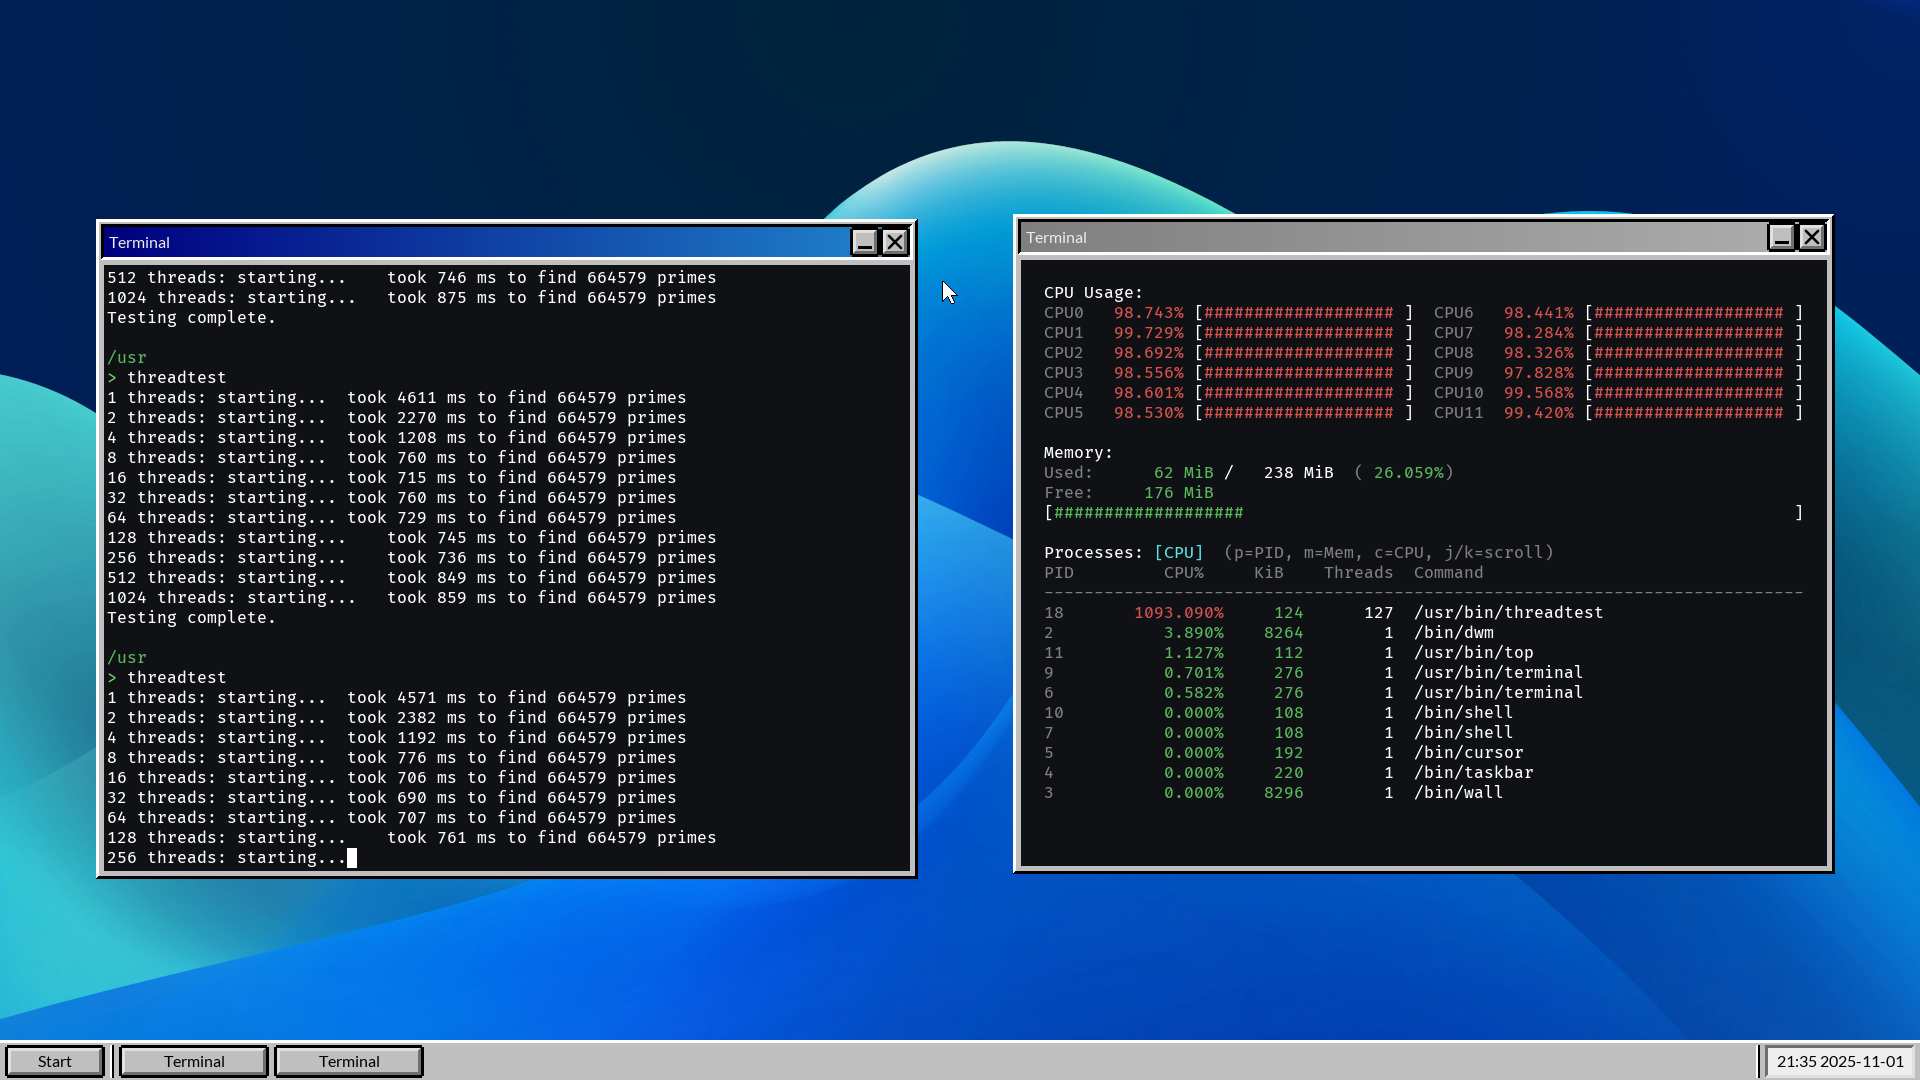 Terminal
512 threads: starting...    took 746 ms to find 664579 primes
1024 threads: starting...   took 875 ms to find 664579 primes
Testing complete.
/usr
> threadtest
1 threads: starting...  took 4611 ms to find 664579 primes
2 threads: starting...  took 2270 ms to find 664579 primes
4 threads: starting...  took 1208 ms to find 664579 primes
8 threads: starting...  took 760 ms to find 664579 primes
16 threads: starting... took 715 ms to find 664579 primes
32 threads: starting... took 760 ms to find 664579 primes
64 threads: starting... took 729 ms to find 664579 primes
128 threads: starting...    took 745 ms to find 664579 primes
256 threads: starting...    took 736 ms to find 664579 primes
512 threads: starting...    took 849 ms to find 664579 primes
1024 threads: starting...   took 859 ms to find 664579 primes
Testing complete.
/usr
> threadtest
1 threads: starting...  took 4571 ms to find 664579 primes
2 threads: starting...  took 2382 ms to find 664579 primes
4 threads: starting...  took 1192 ms to find 664579 primes
8 threads: starting...  took 776 ms to find 664579 primes
16 threads: starting... took 706 ms to find 664579 primes
32 threads: starting... took 690 ms to find 664579 primes
64 threads: starting... took 707 ms to find 664579 primes
128 threads: starting...    took 761 ms to find 664579 primes
256 threads: starting...
Terminal
CPU Usage:
CPU0   98.743% [################### ]  CPU6   98.441% [################### ]
CPU1   99.729% [################### ]  CPU7   98.284% [################### ]
CPU2   98.692% [################### ]  CPU8   98.326% [################### ]
CPU3   98.556% [################### ]  CPU9   97.828% [################### ]
CPU4   98.601% [################### ]  CPU10  99.568% [################### ]
CPU5   98.530% [################### ]  CPU11  99.420% [################### ]
Memory:
Used:      62 MiB /   238 MiB  ( 26.059%)
Free:     176 MiB
[###################                                                       ]
Processes: [CPU]  (p=PID, m=Mem, c=CPU, j/k=scroll)
PID         CPU%     KiB    Threads  Command
----------------------------------------------------------------------------
18       1093.090%     124      127  /usr/bin/threadtest
2           3.890%    8264        1  /bin/dwm
11          1.127%     112        1  /usr/bin/top
9           0.701%     276        1  /usr/bin/terminal
6           0.582%     276        1  /usr/bin/terminal
10          0.000%     108        1  /bin/shell
7           0.000%     108        1  /bin/shell
5           0.000%     192        1  /bin/cursor
4           0.000%     220        1  /bin/taskbar
3           0.000%    8296        1  /bin/wall
Start Terminal Terminal 21:35 2025-11-01